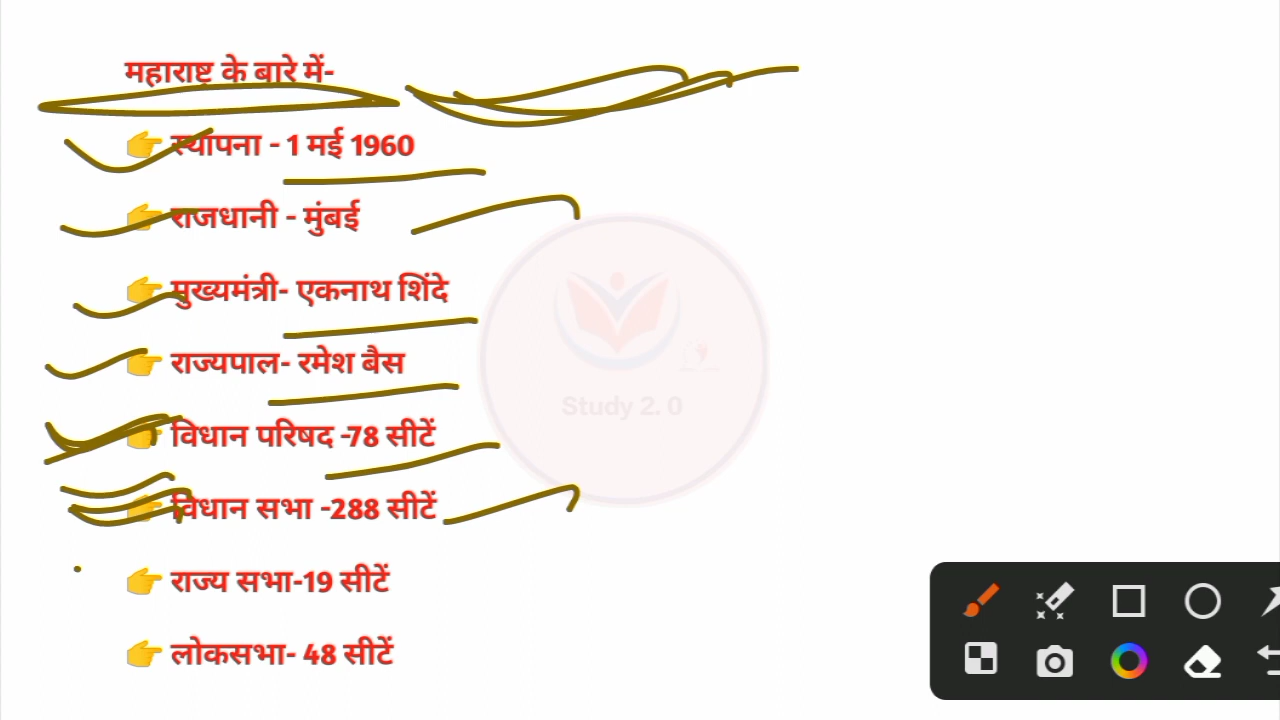 महाराष्ट के बारे में-
👉 स्थापना - 1 मई 1960
👉 राजधानी - मुंबई
👉 मुख्यमंत्री- एकनाथ शिंदे
👉 राज्यपाल- रमेश बैस
👉 विधान परिषद -78 सीटें
👉 विधान सभा -288 सीटें
👉 राज्य सभा-19 सीटें
👉 लोकसभा- 48 सीटें
Study 2. 0